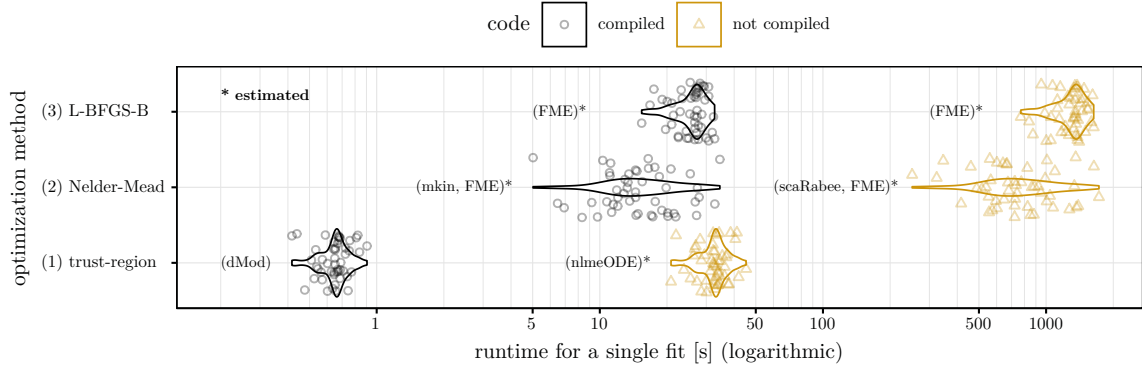 code compiled not compiled
* estimated
optimization method
(3) L-BFGS-B (FME)* (FME)*
(2) Nelder-Mead (mkin, FME)* (scaRabee, FME)*
(1) trust-region (dMod) (nlmeODE)*
1 5 10 50 100 500 1000
runtime for a single fit [s] (logarithmic)